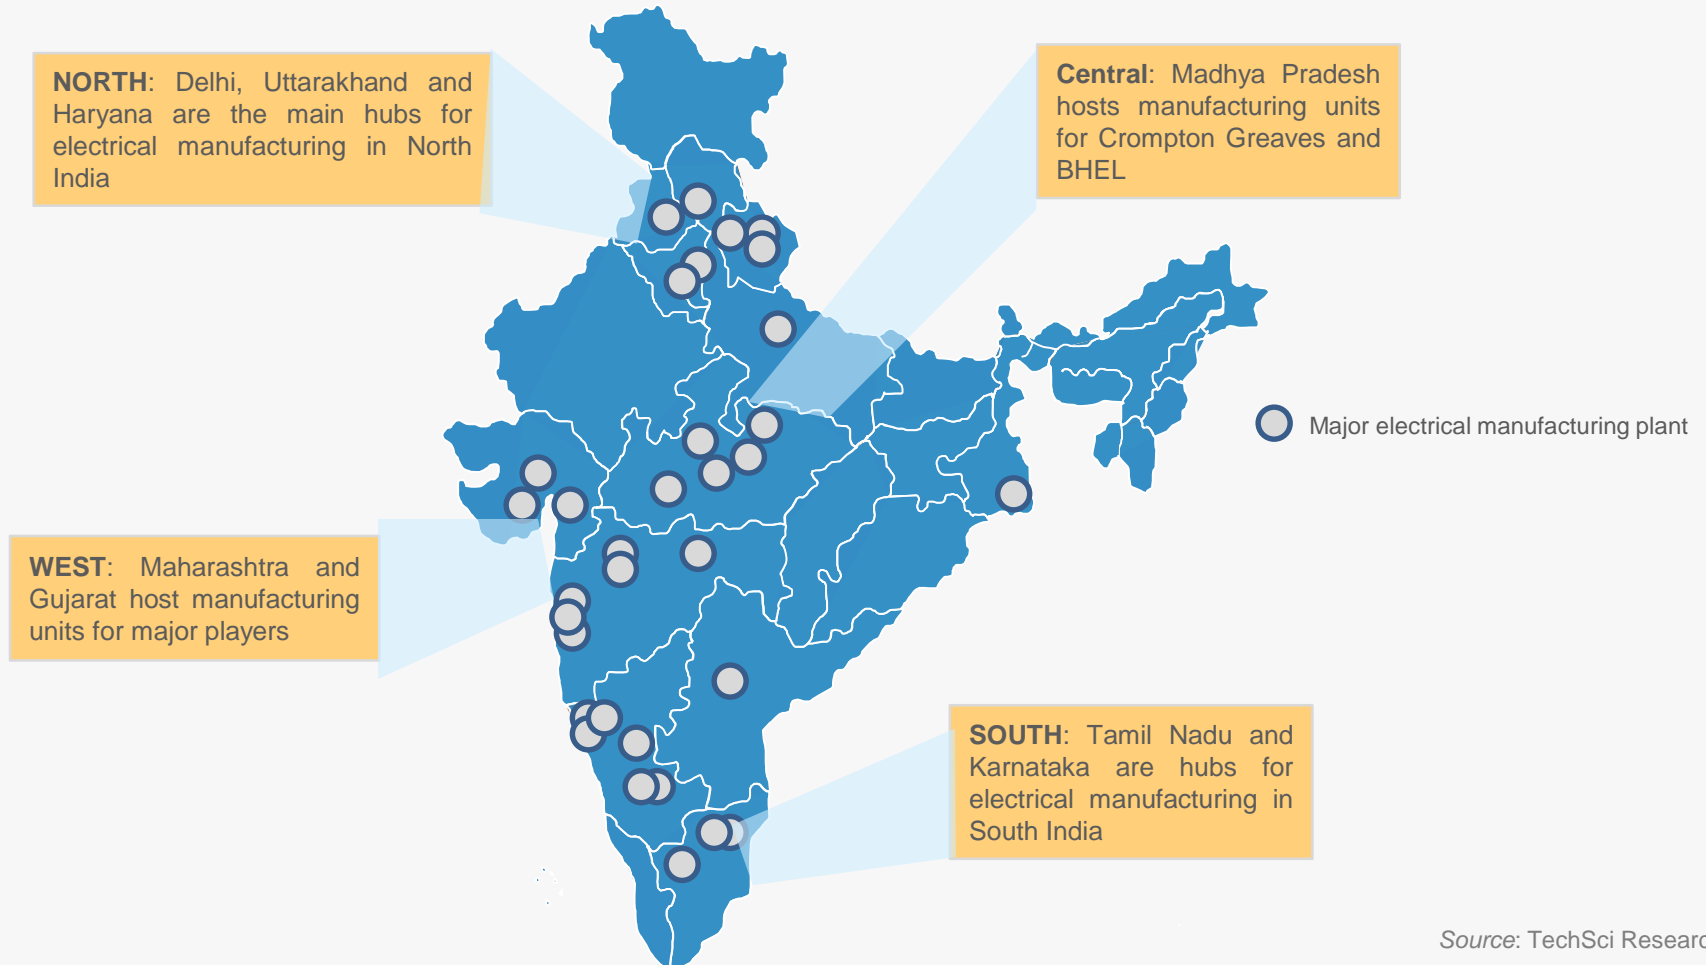 NORTH: Delhi, Uttarakhand and
Haryana are the main hubs for
electrical manufacturing in North
India
Central: Madhya Pradesh
hosts manufacturing units
for Crompton Greaves and
BHEL
Major electrical manufacturing plant
WEST: Maharashtra and
Gujarat host manufacturing
units for major players
SOUTH: Tamil Nadu and
Karnataka are hubs for
electrical manufacturing in
South India
Source: TechSci Researc